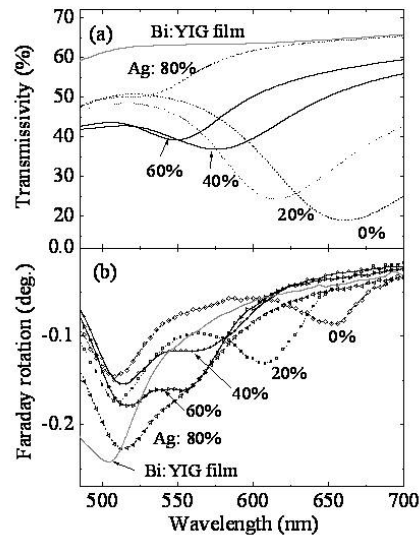 70
(a)
Bi:YIG film
60
Ag: 80%
50
40
60%
40%
30
20%
20
0%
Transmissivity (%)
0.0
(b)
-0.1
0%
20%
40%
60%
-0.2
Ag: 80%
Bi:YIG film
Faraday rotation (deg.)
500 550 600 650 700
Wavelength (nm)